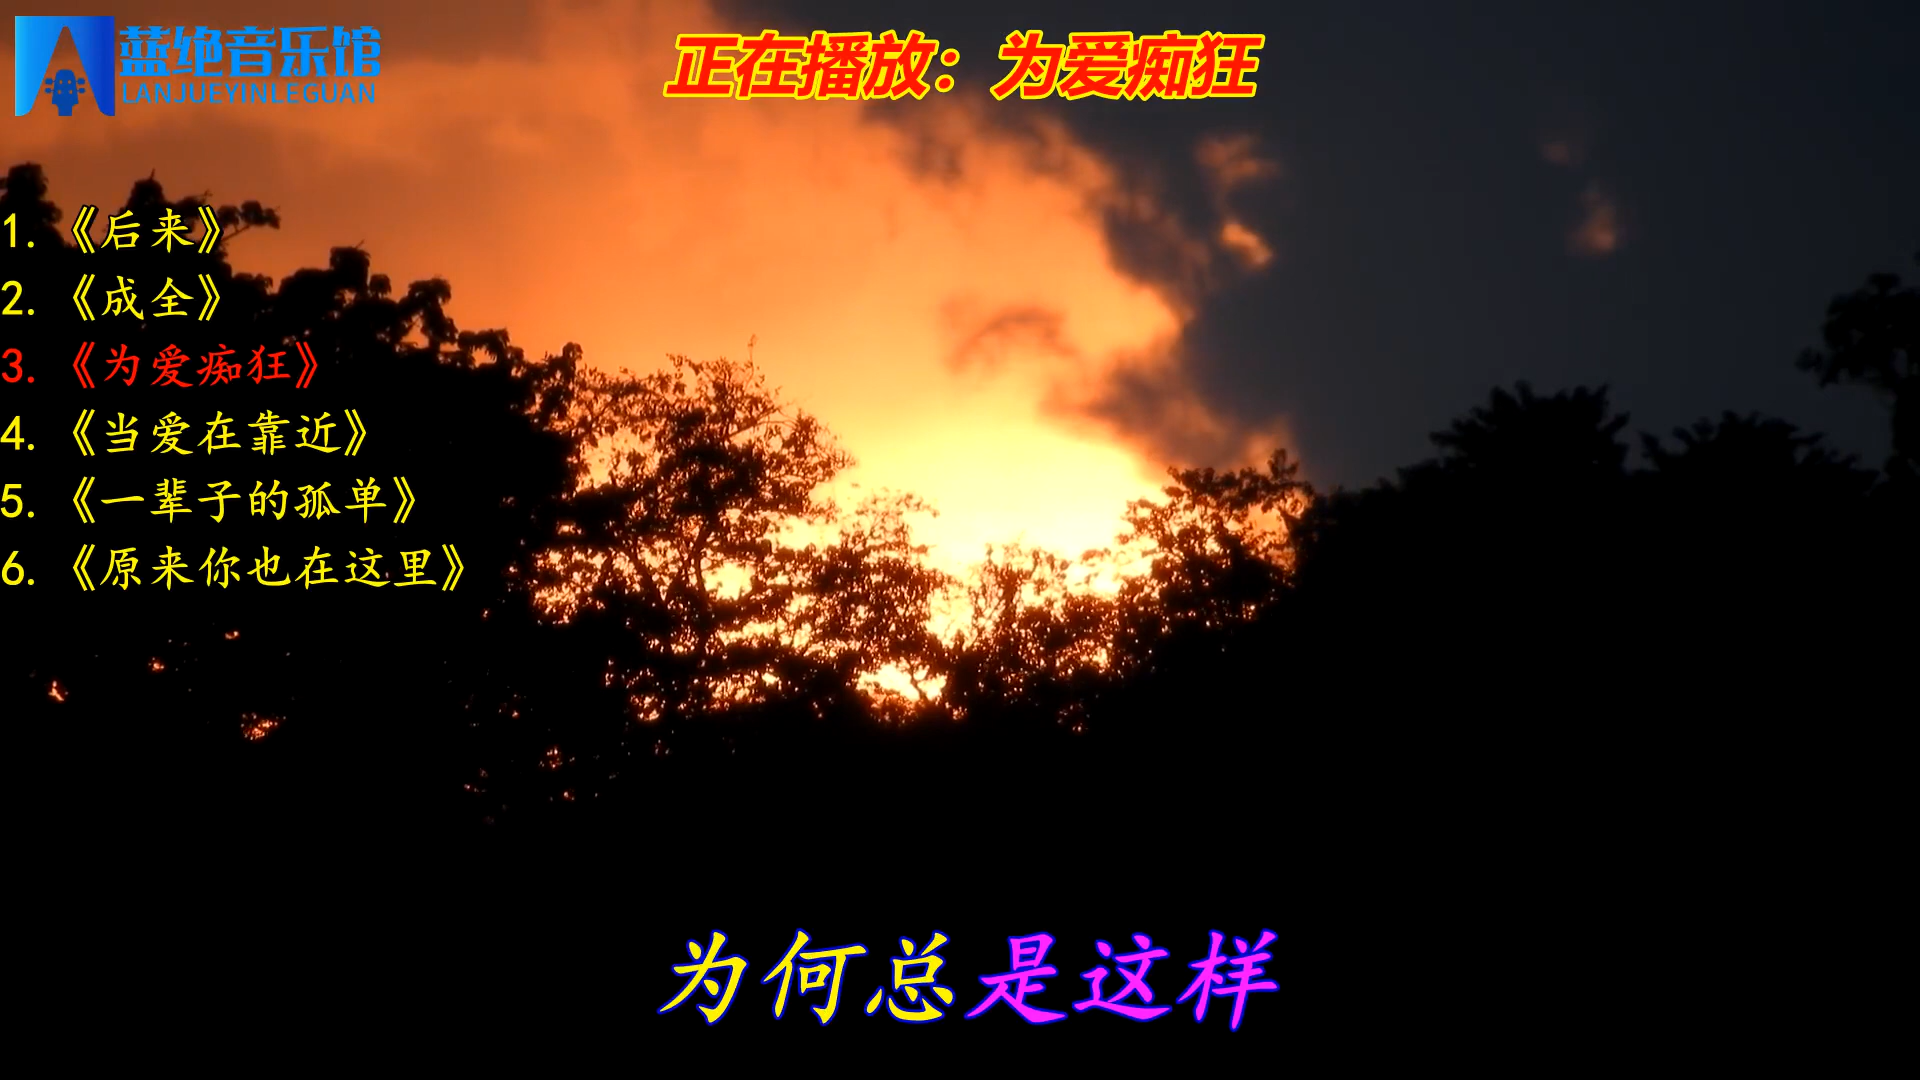 蓝绝音乐馆
LANJUEYINLEGUAN
正在播放：为爱痴狂
1. 《后来》
2. 《成全》
3. 《为爱痴狂》
4. 《当爱在靠近》
5. 《一辈子的孤单》
6. 《原来你也在这里》
为何总是这样